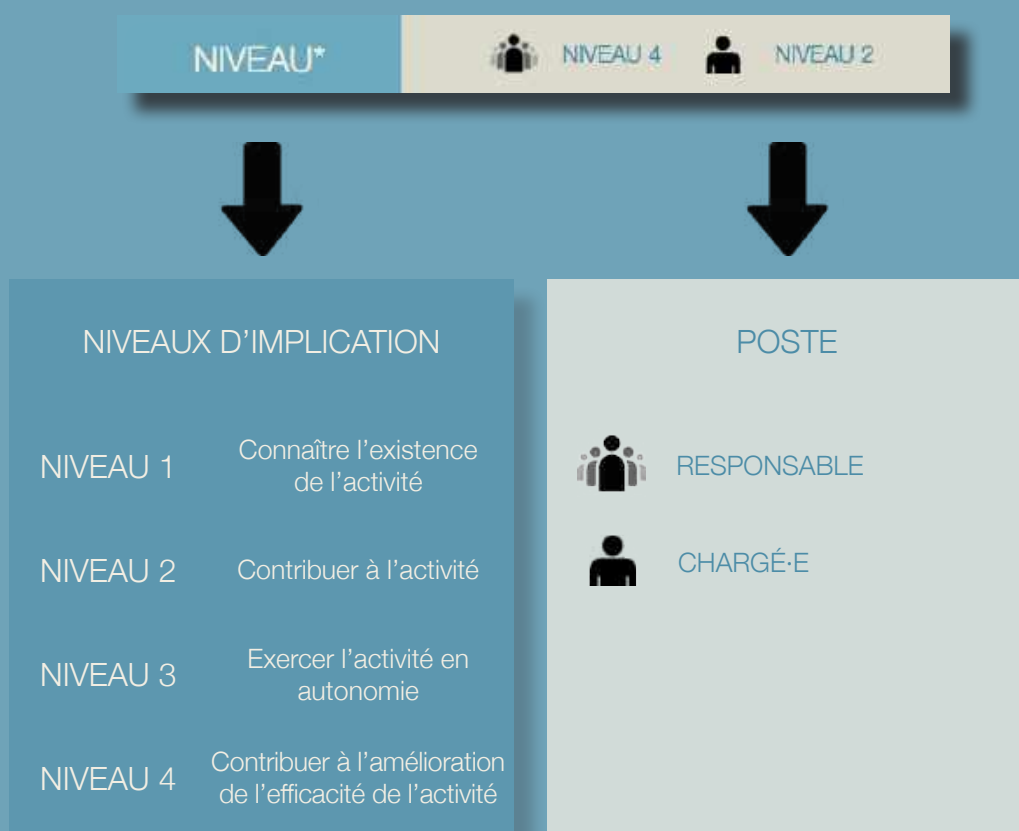 NIVEAU* NIVEAU 4 NIVEAU 2
NIVEAUX D’IMPLICATION
NIVEAU 1
Connaître l’existence
de l’activité
NIVEAU 2
Contribuer à l’activité
NIVEAU 3
Exercer l’activité en
autonomie
NIVEAU 4
Contribuer à l’amélioration
de l’efficacité de l’activité
POSTE
RESPONSABLE
CHARGÉ·E